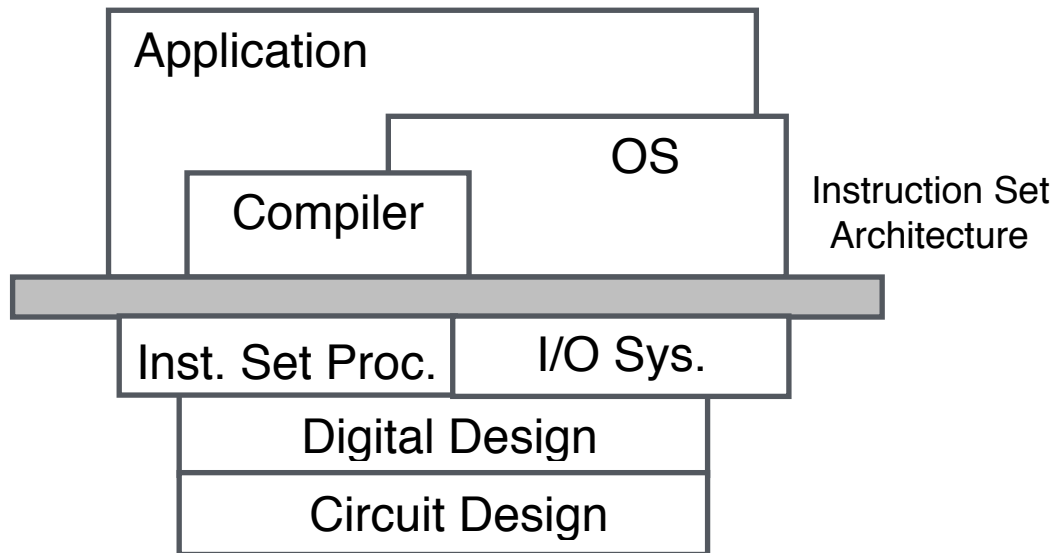 Application
OS
Compiler
Instruction Set
Architecture
Inst. Set Proc.
I/O Sys.
Digital Design
Circuit Design